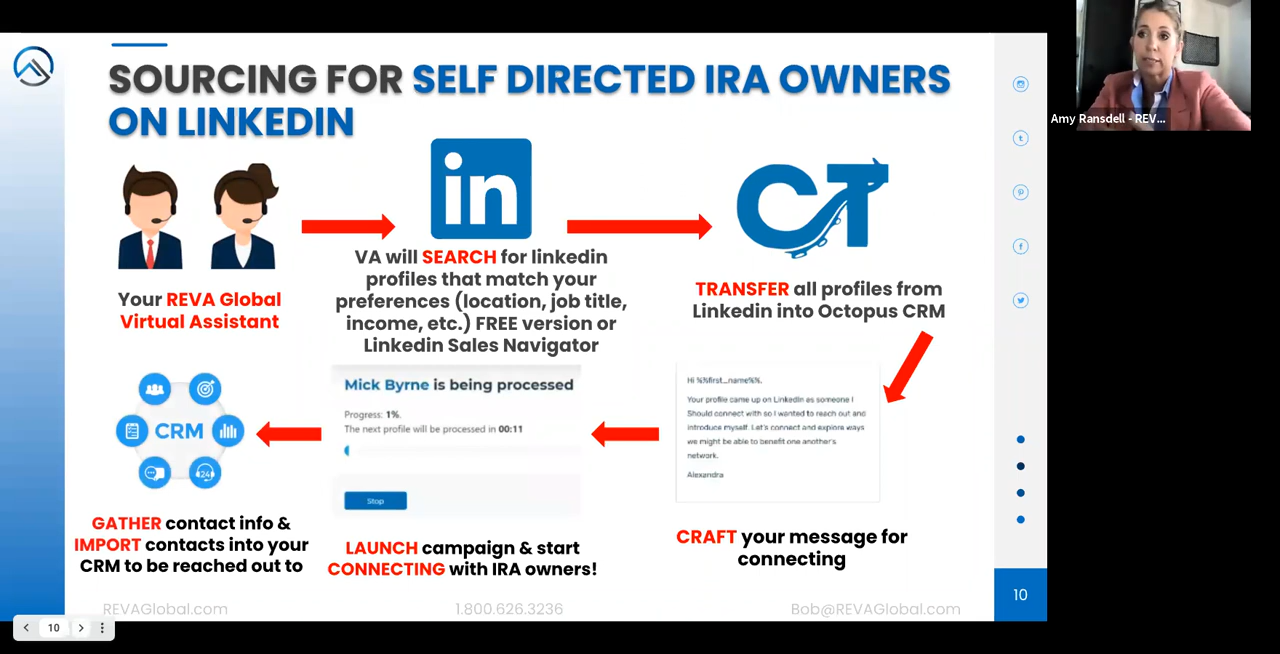 SOURCING FOR SELF DIRECTED IRA OWNERS
ON LINKEDIN
Amy Ransdell - REV...
Your REVA Global
Virtual Assistant
in
VA will SEARCH for linkedin
profiles that match your
preferences (location, job title,
income, etc.) FREE version or
Linkedin Sales Navigator
CT
TRANSFER all profiles from
Linkedin into Octopus CRM
Hi %%first_name%%,
Your profile came up on LinkedIn as someone I
Should connect with so I wanted to reach out and
introduce myself. Let's connect and explore ways
we might be able to benefit one another's
network.
Alexandra
CRAFT your message for
connecting
Mick Byrne is being processed
Progress: 1%.
The next profile will be processed in 00:11
Stop
LAUNCH campaign & start
CONNECTING with IRA owners!
CRM
24
GATHER contact info &
IMPORT contacts into your
CRM to be reached out to
REVAGlobal.com
1.800.626.3236
Bob@REVAGlobal.com
10
10